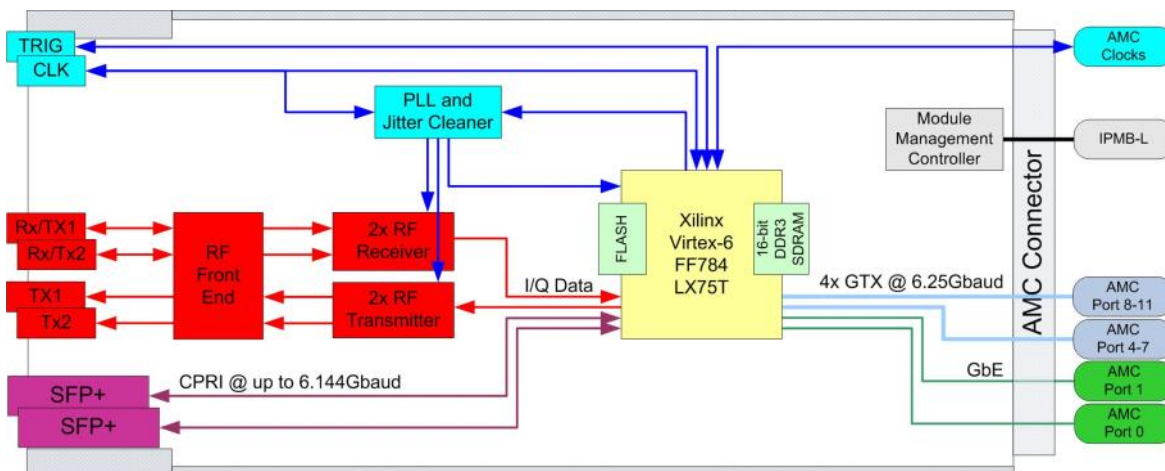 TRIG
CLK
AMC
Clocks
PLL and
Jitter Cleaner
Module
Management
Controller
IPMB-L
AMC Connector
Xilinx
Virtex-6
FF784
LX75T
FLASH
16-bit
DDR3
SDRAM
Rx/TX1
Rx/Tx2
TX1
Tx2
RF
Front
End
2x RF
Receiver
2x RF
Transmitter
I/Q Data
4x GTX @ 6.25Gbaud
AMC
Port 8-11
AMC
Port 4-7
GbE
AMC
Port 1
AMC
Port 0
CPRI @ up to 6.144Gbaud
SFP+
SFP+